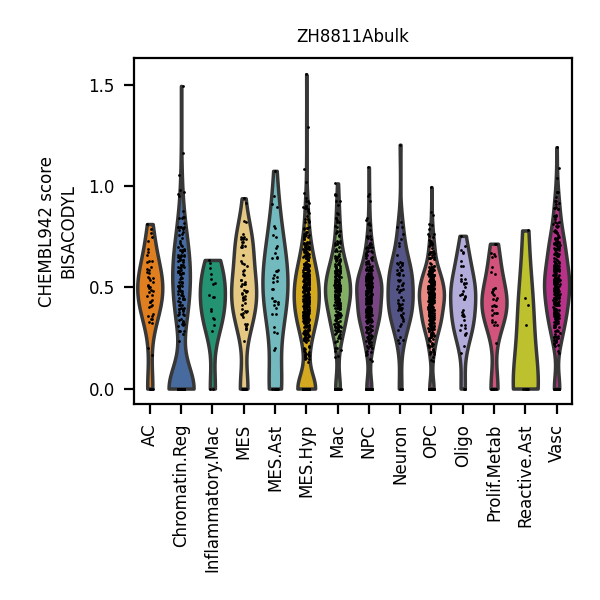 ZH8811Abulk
CHEMBL942 score
BISACODYL
1.5
1.0
0.5
0.0
AC
Chromatin.Reg
Inflammatory.Mac
MES
MES.Ast
MES.Hyp
Mac
NPC
Neuron
OPC
Oligo
Prolif.Metab
Reactive.Ast
Vasc